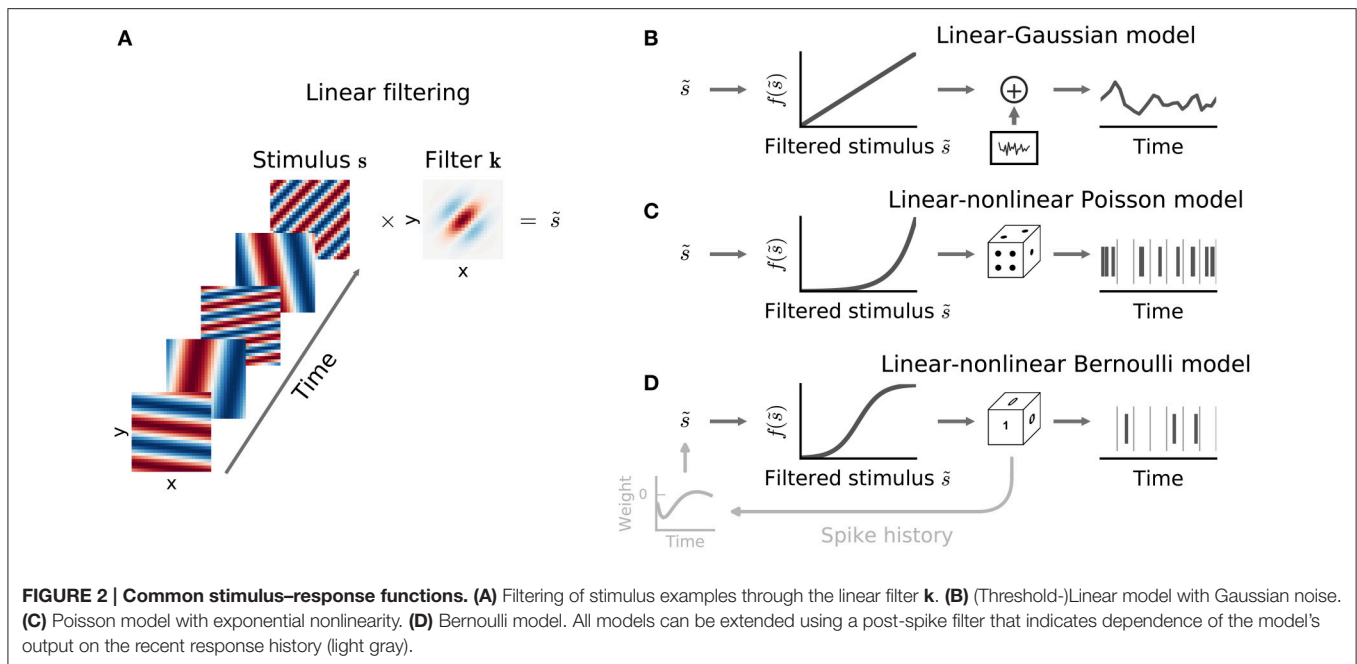 A
Linear filtering
Stimulus s
Filter k
× y = s̃
x
Time
y
x
B
Linear-Gaussian model
s̃
f(s̃)
+
Filtered stimulus s̃
Time
C
Linear-nonlinear Poisson model
s̃
f(s̃)
Filtered stimulus s̃
Time
D
Linear-nonlinear Bernoulli model
s̃
f(s̃)
0
1
0
Filtered stimulus s̃
Time
Weight
0
Time
Spike history
FIGURE 2 | Common stimulus–response functions. (A) Filtering of stimulus examples through the linear filter k. (B) (Threshold-)Linear model with Gaussian noise.
(C) Poisson model with exponential nonlinearity. (D) Bernoulli model. All models can be extended using a post-spike filter that indicates dependence of the model's
output on the recent response history (light gray).